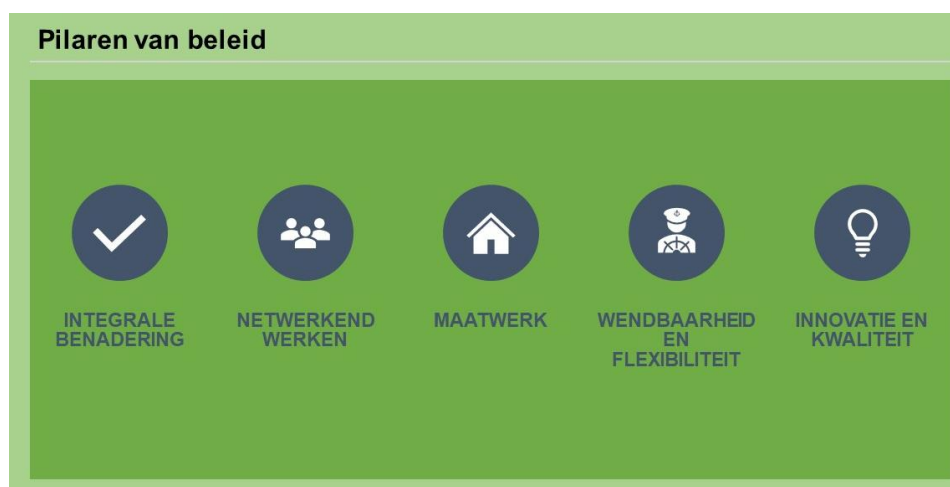 Pilaren van beleid
INTEGRALE
BENADERING
NETWERKEND
WERKEN
MAATWERK
WENDBAARHEID
EN
FLEXIBILITEIT
INNOVATIE EN
KWALITEIT